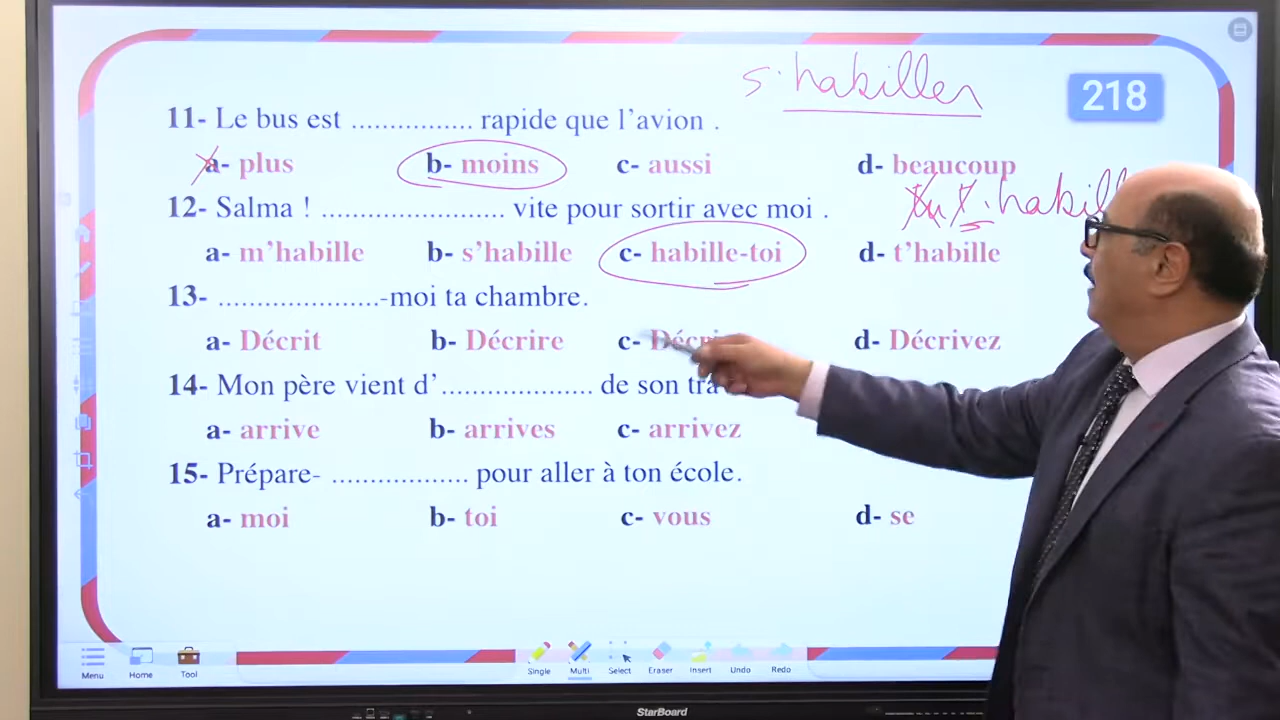 s'habiller
218
11- Le bus est ................. rapide que l'avion .
a- plus b- moins c- aussi d- beaucoup
12- Salma ! ......................... vite pour sortir avec moi .
a- m'habille b- s'habille c- habille-toi d- t'habille
13- ......................-moi ta chambre.
a- Décrit b- Décrire c- d- Décrivez
14- Mon père vient d'..................... de son
a- arrive b- arrives c- arrivez
15- Prépare- ................... pour aller à ton école.
a- moi b- toi c- vous d- se
Menu Home Tool Single Multi Select Eraser Insert Undo Redo
StarBoard